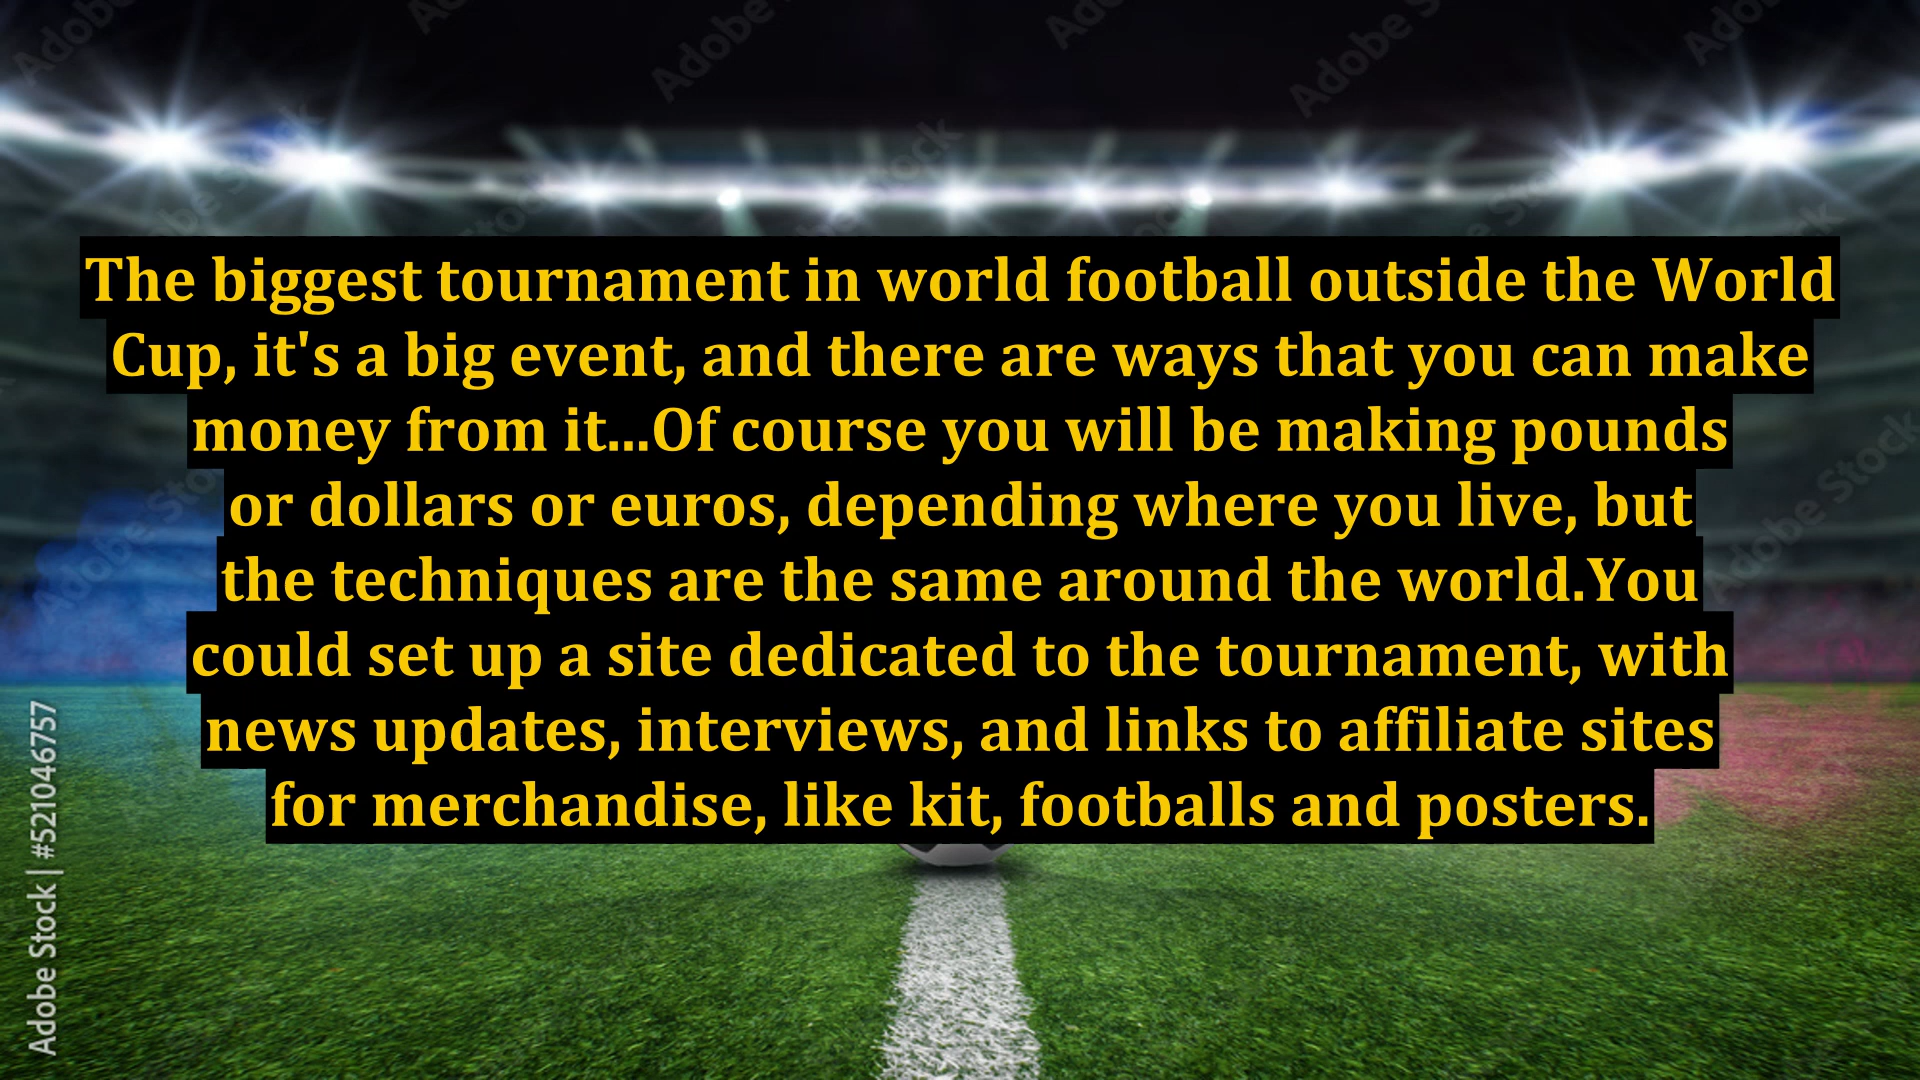 The biggest tournament in world football outside the World
Cup, it's a big event, and there are ways that you can make
money from it...Of course you will be making pounds
or dollars or euros, depending where you live, but
the techniques are the same around the world.You
could set up a site dedicated to the tournament, with
news updates, interviews, and links to affiliate sites
for merchandise, like kit, footballs and posters.
Adobe Stock | #521046757